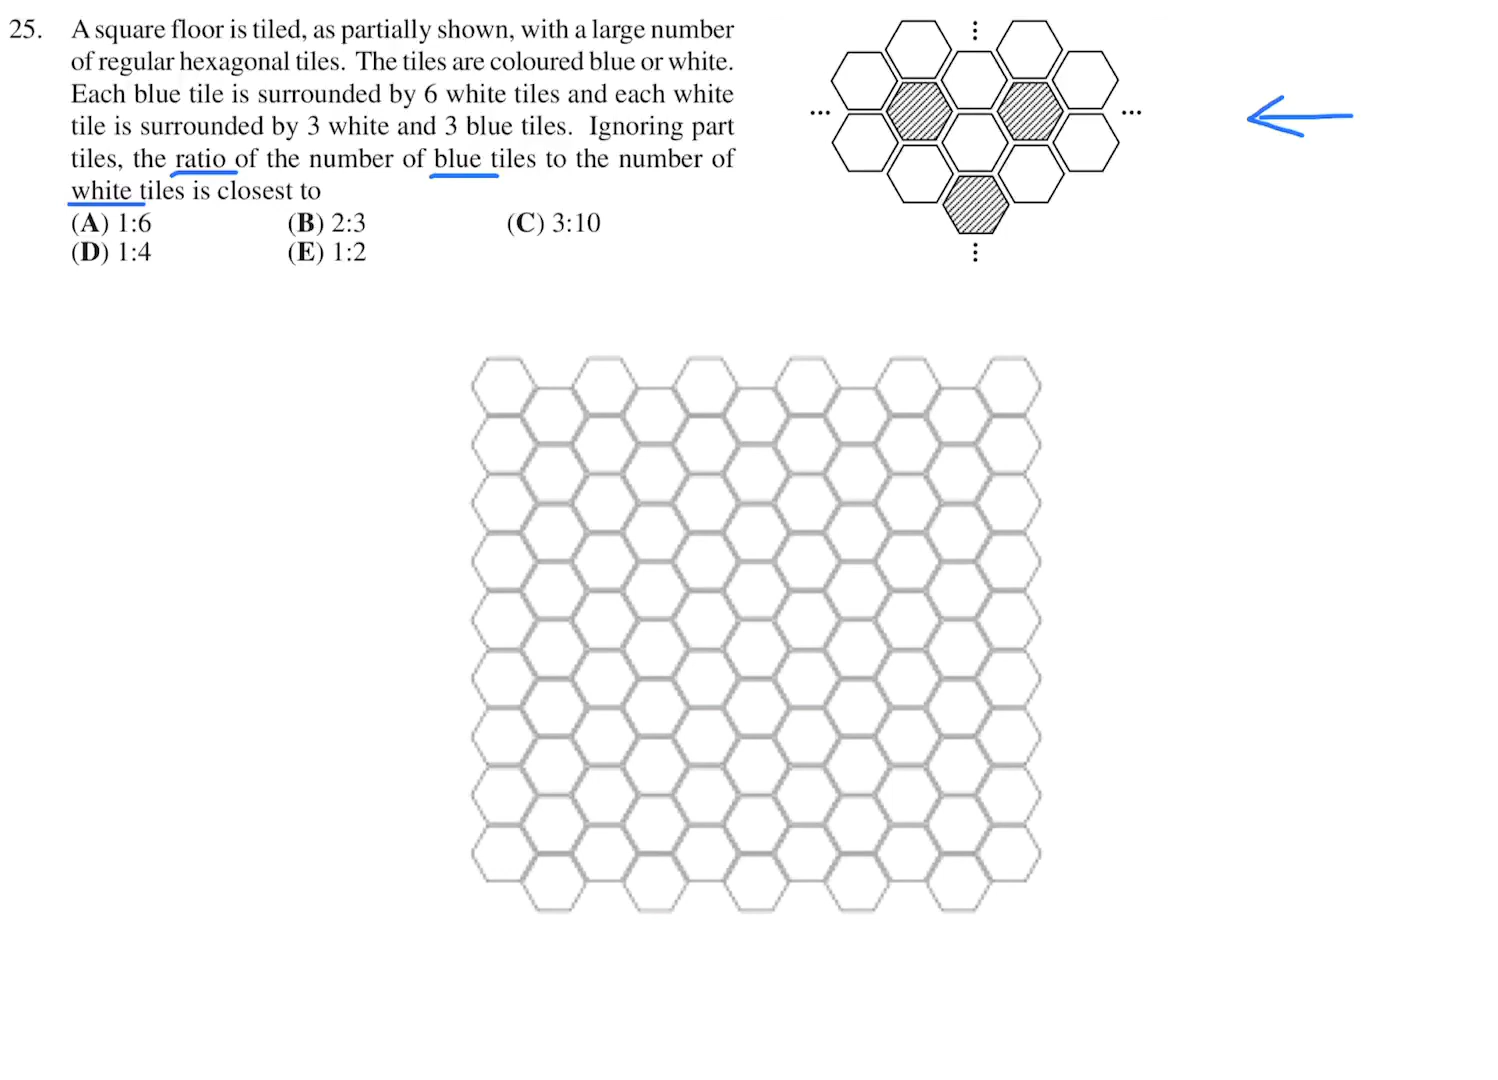 25. A square floor is tiled, as partially shown, with a large number
of regular hexagonal tiles. The tiles are coloured blue or white.
Each blue tile is surrounded by 6 white tiles and each white
tile is surrounded by 3 white and 3 blue tiles. Ignoring part
tiles, the ratio of the number of blue tiles to the number of
white tiles is closest to
(A) 1:6 (B) 2:3 (C) 3:10
(D) 1:4 (E) 1:2